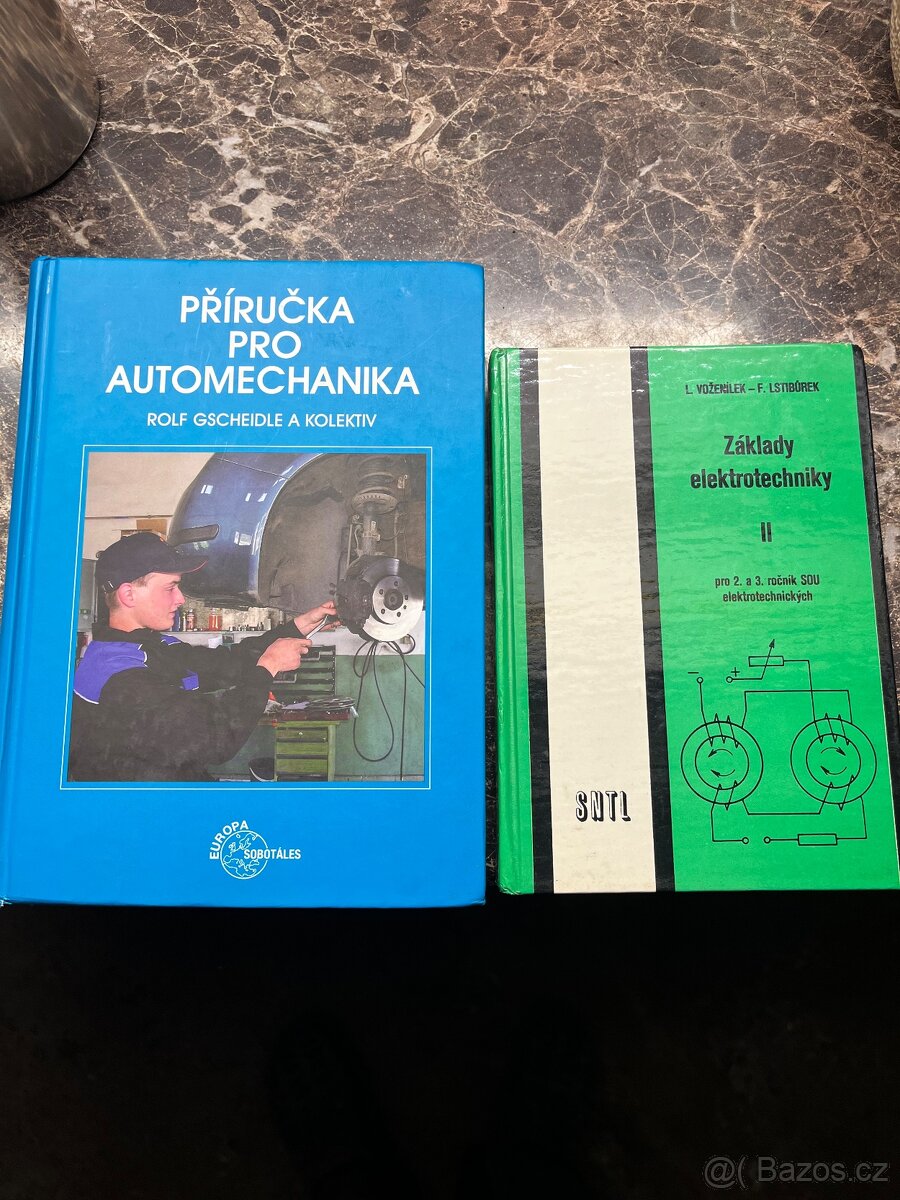 PŘÍRUČKA
PRO
AUTOMECHANIKA
ROLF GSCHEIDLE A KOLEKTIV
EUROPA
SOBOTÁLES
L. VOŽENÍLEK – F. LSTIBŮREK
Základy
elektrotechniky
II
pro 2. a 3. ročník SOU
elektrotechnických
– +
SNTL
@( Bazos.cz